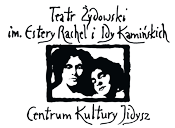 Teatr Żydowski
im. Estery Rachel i Idy Kamińskich
Centrum Kultury Jidysz